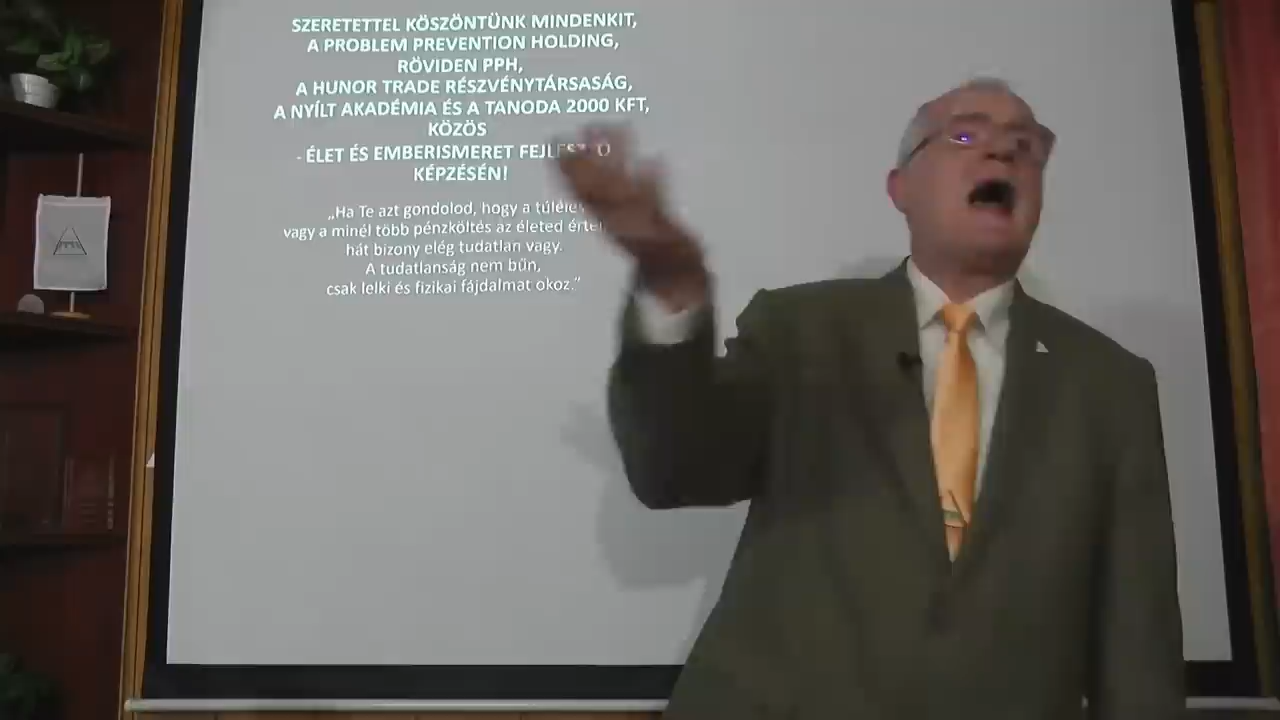 SZERETETTEL KÖSZÖNTÜNK MINDENKIT,
A PROBLEM PREVENTION HOLDING,
RÖVIDEN PPH,
A HUNOR TRADE RÉSZVÉNYTÁRSASÁG,
A NYÍLT AKADÉMIA ÉS A TANODA 2000 KFT,
KÖZÖS
- ÉLET ÉS EMBERISMERET
KÉPZÉSÉN!
„Ha Te azt gondolod, hogy a
vagy a minél több pénzköltés az életed
hát bizony elég tudatlan vagy.
A tudatlanság nem bűn,
csak lelki és fizikai fájdalmat okoz.”